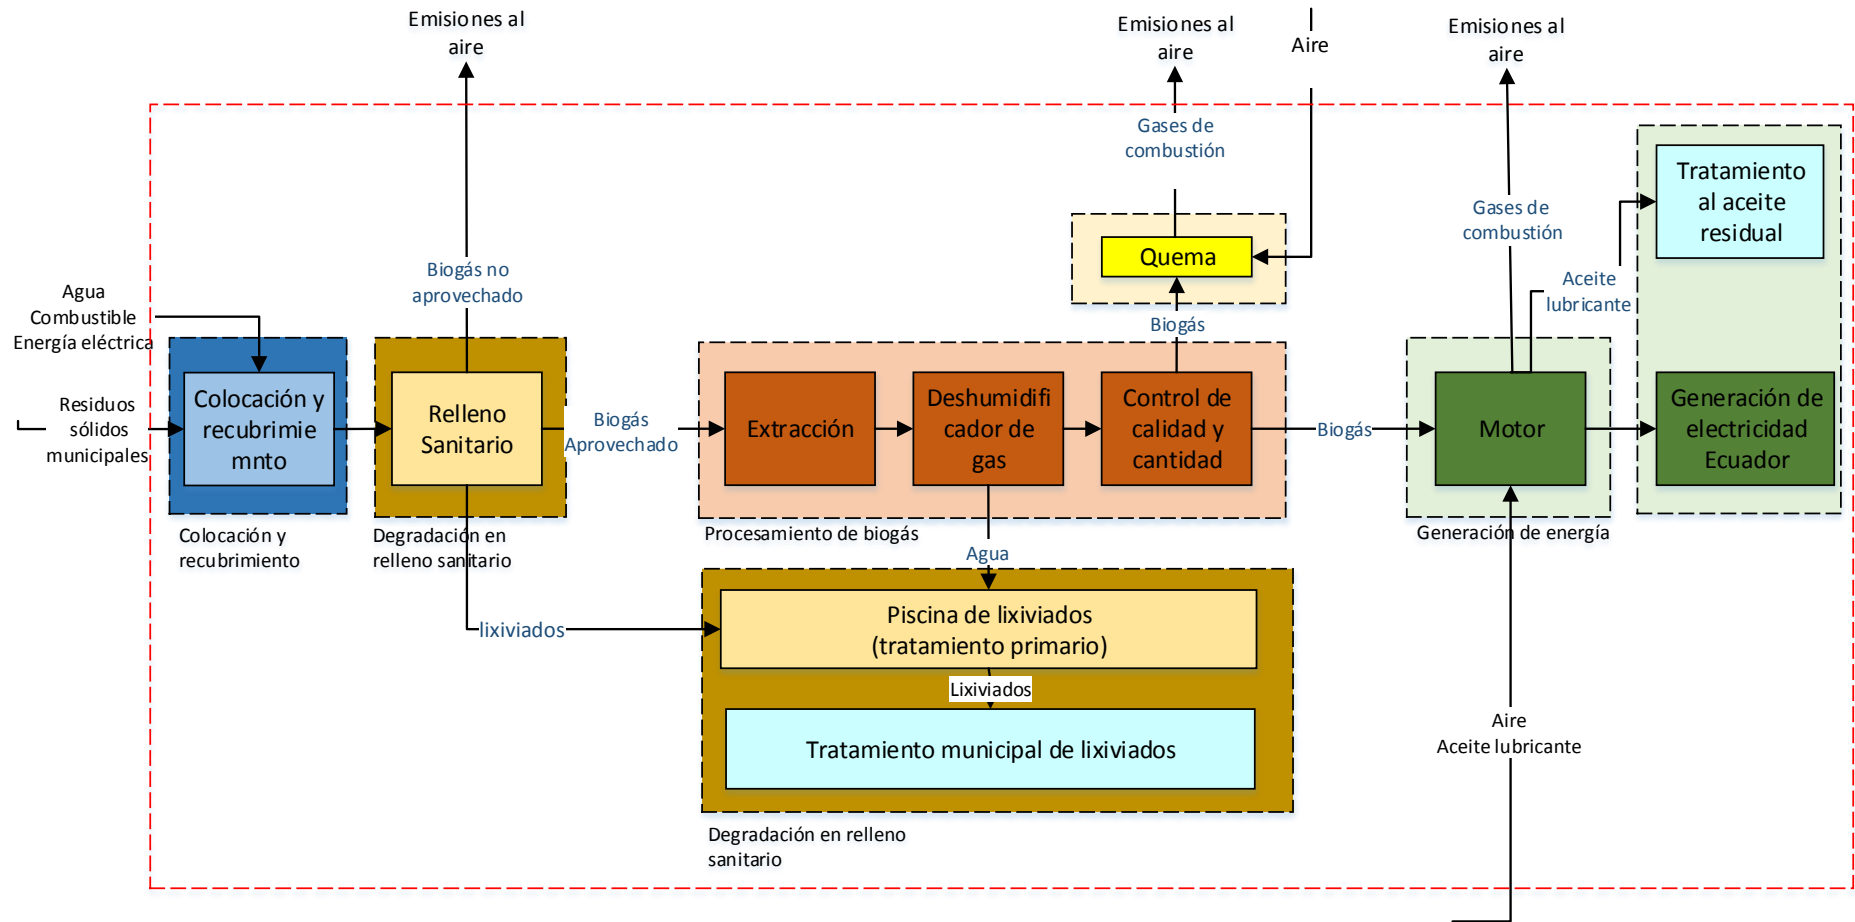 Emisiones al
aire
Emisiones al
aire
Aire
Emisiones al
aire
Gases de
combustión
Tratamiento
al aceite
residual
Gases de
combustión
Quema
Biogás no
aprovechado
Aceite
lubricante
Agua
Combustible
Energía eléctrica
Biogás
Residuos
sólidos
municipales
Colocación y
recubrimie
mnto
Relleno
Sanitario
Biogás
Aprovechado
Extracción
Deshumidifi
cador de
gas
Control de
calidad y
cantidad
Biogás
Motor
Generación de
electricidad
Ecuador
Colocación y
recubrimiento
Degradación en
relleno sanitario
Procesamiento de biogás
Generación de energía
Agua
lixiviados
Piscina de lixiviados
(tratamiento primario)
Lixiviados
Tratamiento municipal de lixiviados
Aire
Aceite lubricante
Degradación en relleno
sanitario